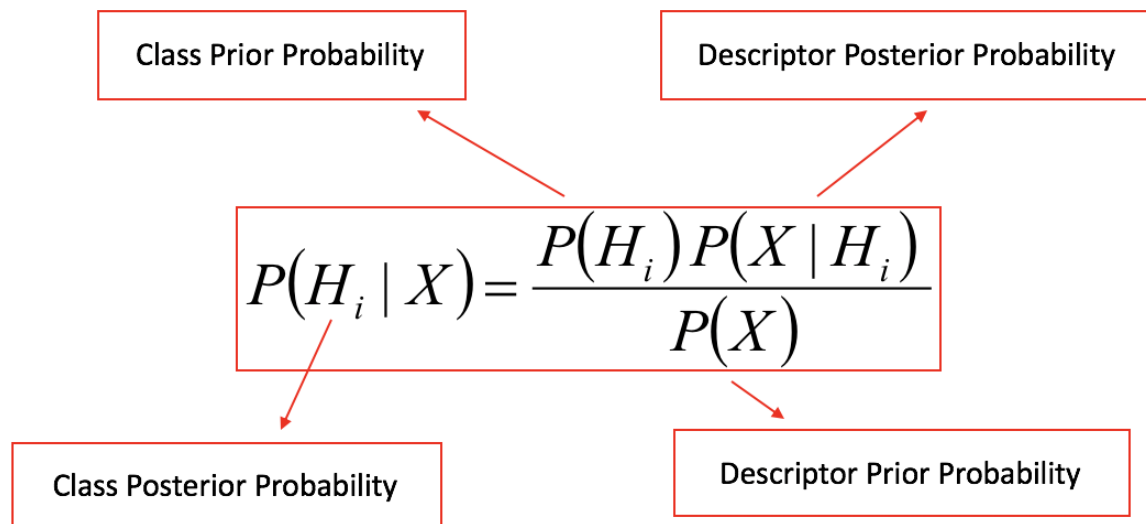 Class Prior Probability
Descriptor Posterior Probability
P(H_i | X) = P(H_i) P(X | H_i) / P(X)
Class Posterior Probability
Descriptor Prior Probability